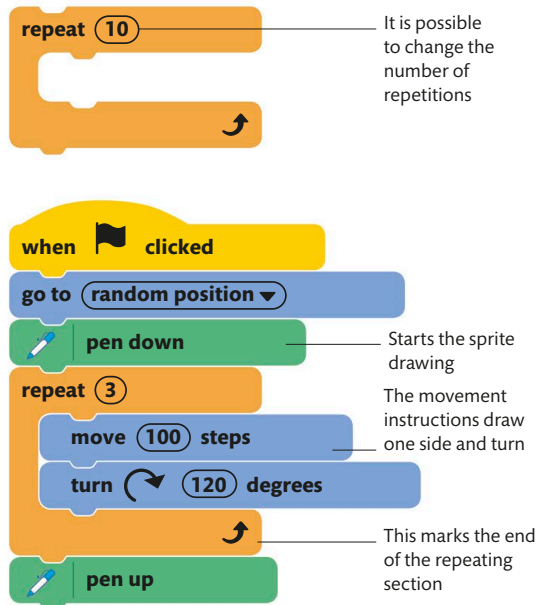 repeat 10
It is possible
to change the
number of
repetitions
when clicked
go to random position
pen down
Starts the sprite
drawing
repeat 3
The movement
instructions draw
one side and turn
move 100 steps
turn 120 degrees
This marks the end
of the repeating
section
pen up